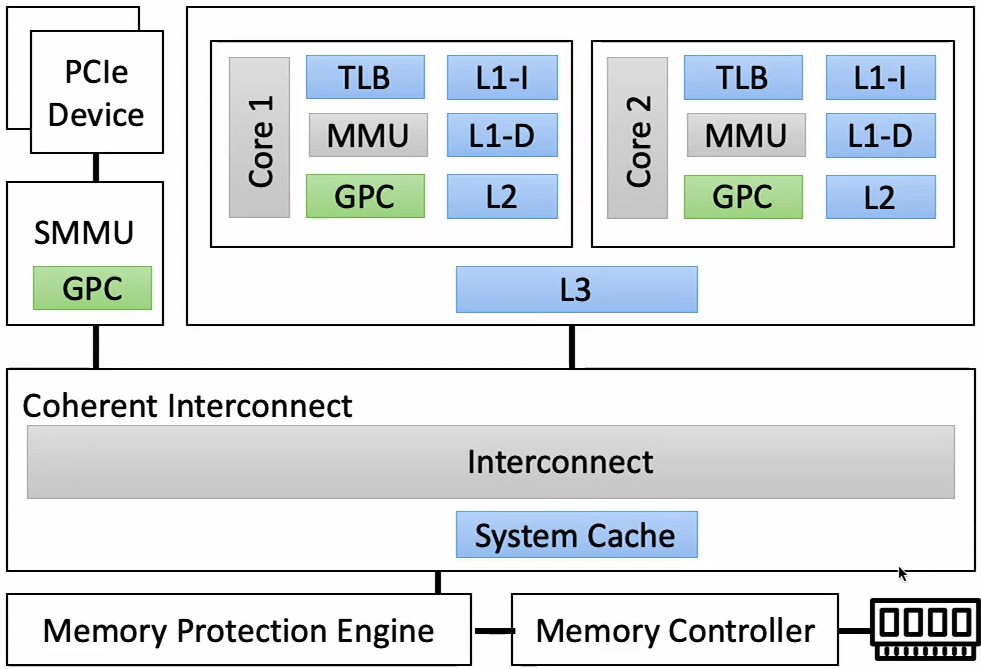 PCIe
Device
SMMU
GPC
Core 1
TLB
L1-I
MMU
L1-D
GPC
L2
Core 2
TLB
L1-I
MMU
L1-D
GPC
L2
L3
Coherent Interconnect
Interconnect
System Cache
Memory Protection Engine
Memory Controller